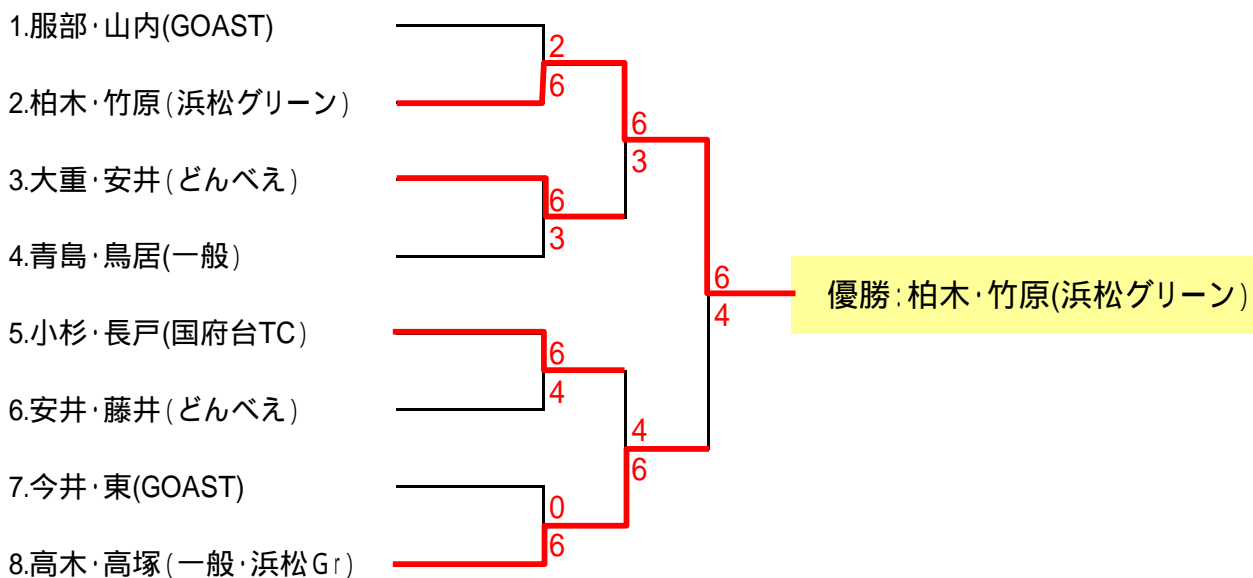 1.服部･山内(GOAST)
2
6
2.柏木･竹原(浜松グリーン)
6
3
3.大重･安井(どんべえ)
6
3
4.青島･鳥居(一般)
6
4
優勝:柏木･竹原(浜松グリーン)
5.小杉･長戸(国府台TC)
6
4
6.安井･藤井(どんべえ)
4
6
7.今井･東(GOAST)
0
6
8.高木･高塚(一般･浜松Gr)